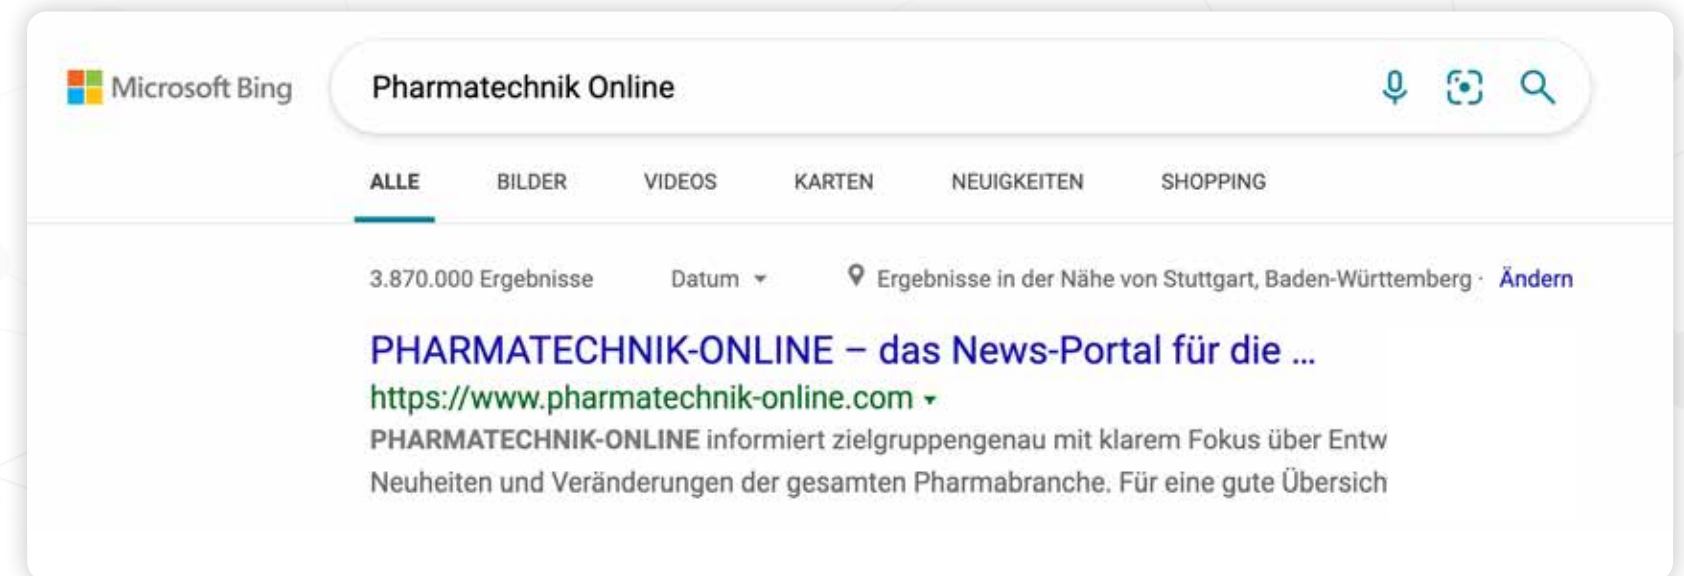 Microsoft Bing
Pharmatechnik Online
ALLE BILDER VIDEOS KARTEN NEUIGKEITEN SHOPPING
3.870.000 Ergebnisse Datum Ergebnisse in der Nähe von Stuttgart, Baden-Württemberg · Ändern
PHARMATECHNIK-ONLINE – das News-Portal für die ...
https://www.pharmatechnik-online.com
PHARMATECHNIK-ONLINE informiert zielgruppengenau mit klarem Fokus über Entw
Neuheiten und Veränderungen der gesamten Pharmabranche. Für eine gute Übersich